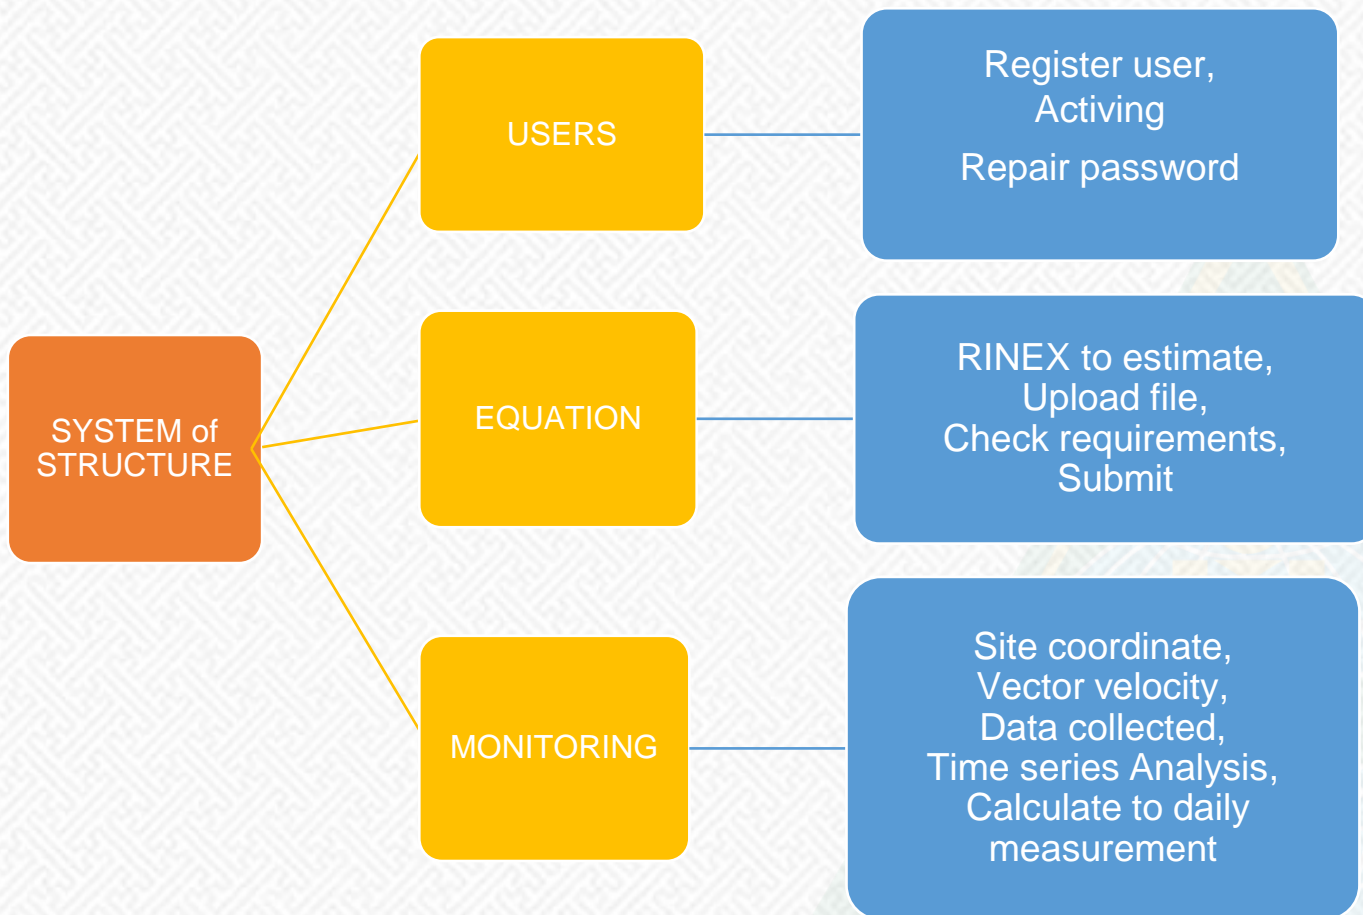 SYSTEM of
STRUCTURE
USERS
Register user,
Activing
Repair password
EQUATION
RINEX to estimate,
Upload file,
Check requirements,
Submit
MONITORING
Site coordinate,
Vector velocity,
Data collected,
Time series Analysis,
Calculate to daily
measurement